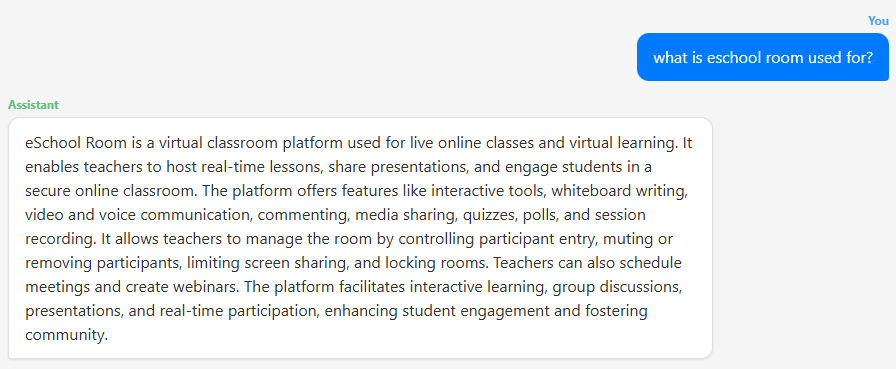 You
what is eschool room used for?
Assistant
eSchool Room is a virtual classroom platform used for live online classes and virtual learning. It
enables teachers to host real-time lessons, share presentations, and engage students in a
secure online classroom. The platform offers features like interactive tools, whiteboard writing,
video and voice communication, commenting, media sharing, quizzes, polls, and session
recording. It allows teachers to manage the room by controlling participant entry, muting or
removing participants, limiting screen sharing, and locking rooms. Teachers can also schedule
meetings and create webinars. The platform facilitates interactive learning, group discussions,
presentations, and real-time participation, enhancing student engagement and fostering
community.